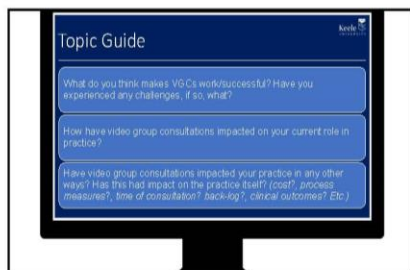 Keele
UNIVERSITY
Topic Guide
What do you think makes VGCs work/successful? Have you
experienced any challenges, if so, what?
How have video group consultations impacted on your current role in
practice?
Have video group consultations impacted your practice in any other
ways? Has this had impact on the practice itself? (cost?, process
measures?, time of consultation? back-log?, clinical outcomes? Etc.)